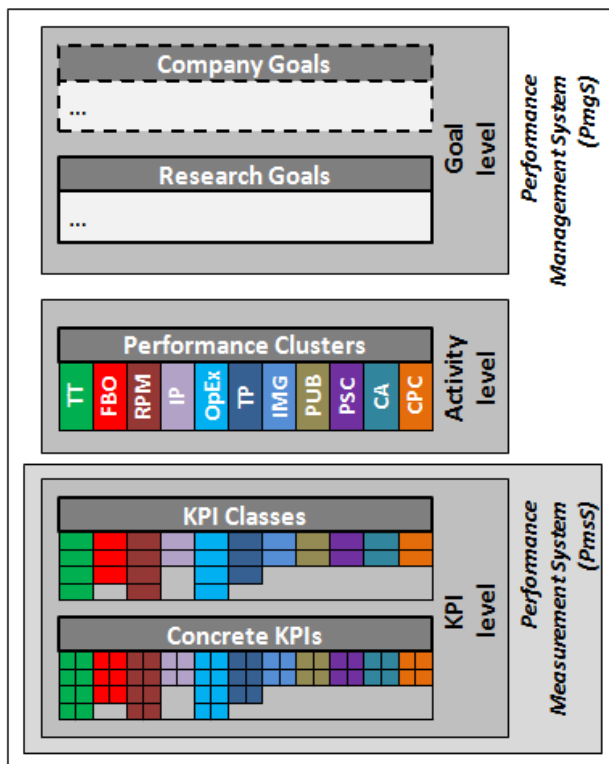 Company Goals
...
Research Goals
...
Goal
level
Performance
Management System
(PmgS)
Performance Clusters
TT
FBO
RPM
IP
OpEx
TP
IMG
PUB
PSC
CA
CPC
Activity
level
KPI Classes
Concrete KPIs
KPI
level
Performance
Measurement System
(PmsS)